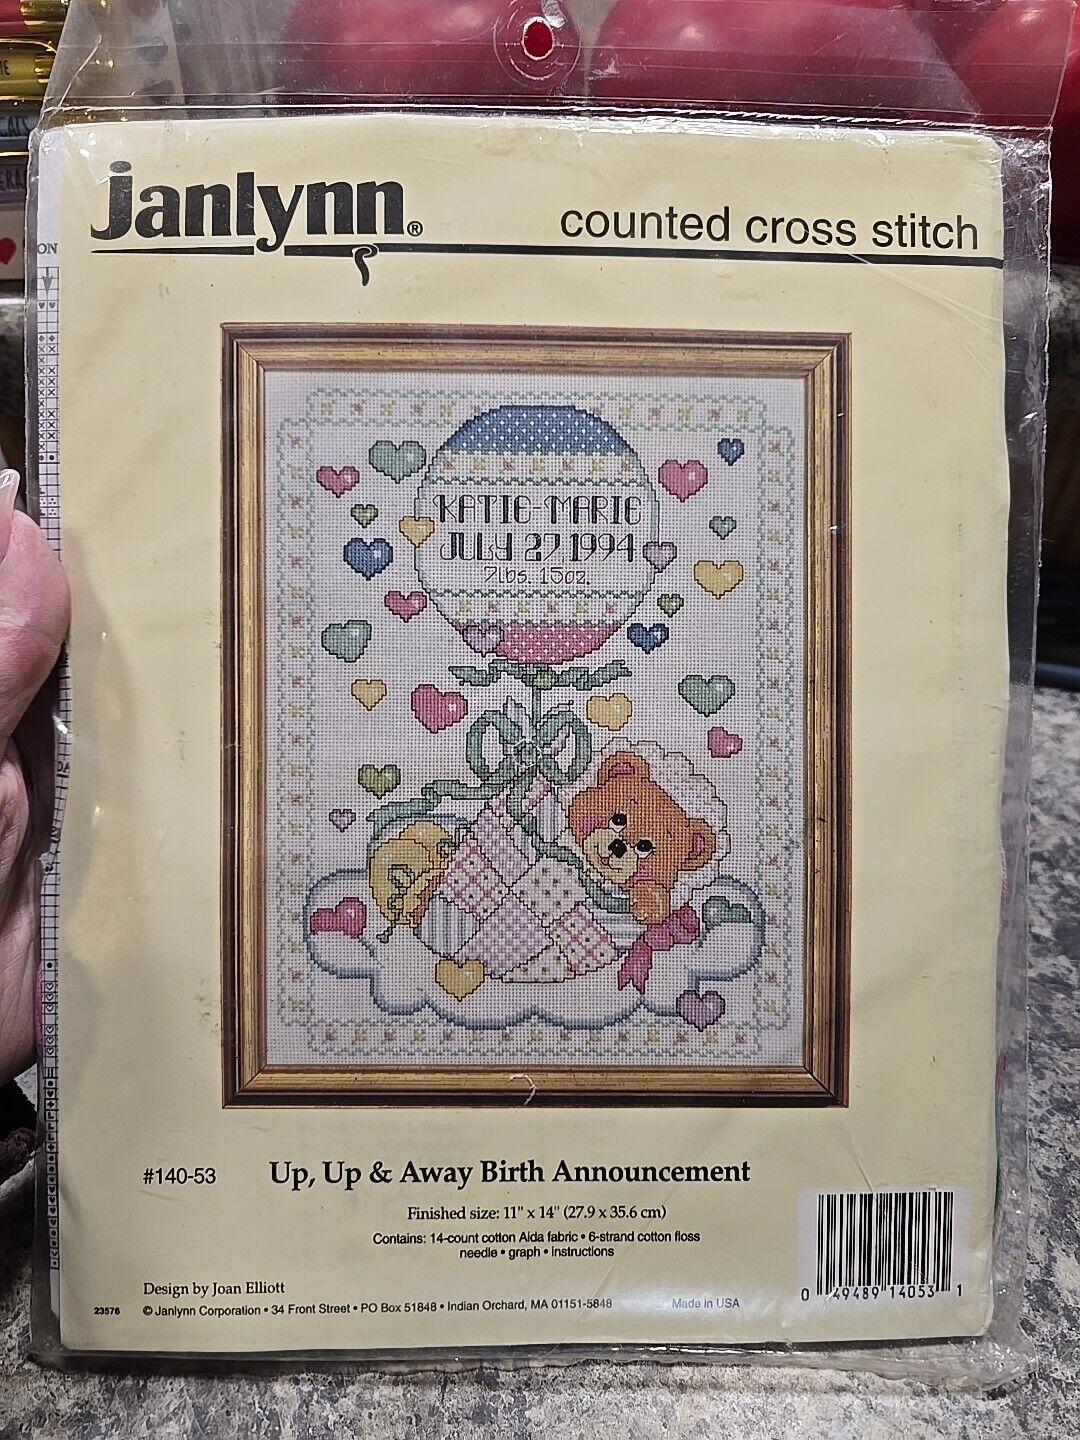 janlynn®
counted cross stitch
ON
KATIE-MARIE
JULY 27, 1994
7lbs. 15oz.
#140-53
Up, Up & Away Birth Announcement
Finished size: 11" x 14" (27.9 x 35.6 cm)
Contains: 14-count cotton Aida fabric • 6-strand cotton floss
needle • graph • instructions
Design by Joan Elliott
23576
© Janlynn Corporation • 34 Front Street • PO Box 51848 • Indian Orchard, MA 01151-5848
Made in USA
0 49489 14053 1